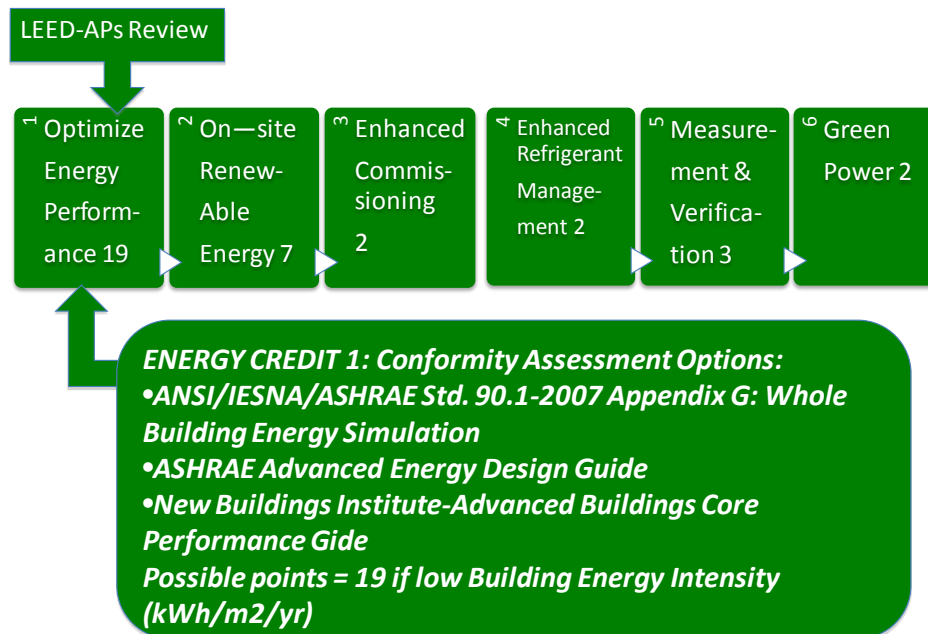 LEED-APs Review
1 Optimize
Energy
Perform-
ance 19
2 On—site
Renew-
Able
Energy 7
3 Enhanced
Commis-
sioning
2
4 Enhanced
Refrigerant
Manage-
ment 2
5 Measure-
ment &
Verifica-
tion 3
6 Green
Power 2
ENERGY CREDIT 1: Conformity Assessment Options:
•ANSI/IESNA/ASHRAE Std. 90.1-2007 Appendix G: Whole
Building Energy Simulation
•ASHRAE Advanced Energy Design Guide
•New Buildings Institute-Advanced Buildings Core
Performance Gide
Possible points = 19 if low Building Energy Intensity
(kWh/m2/yr)